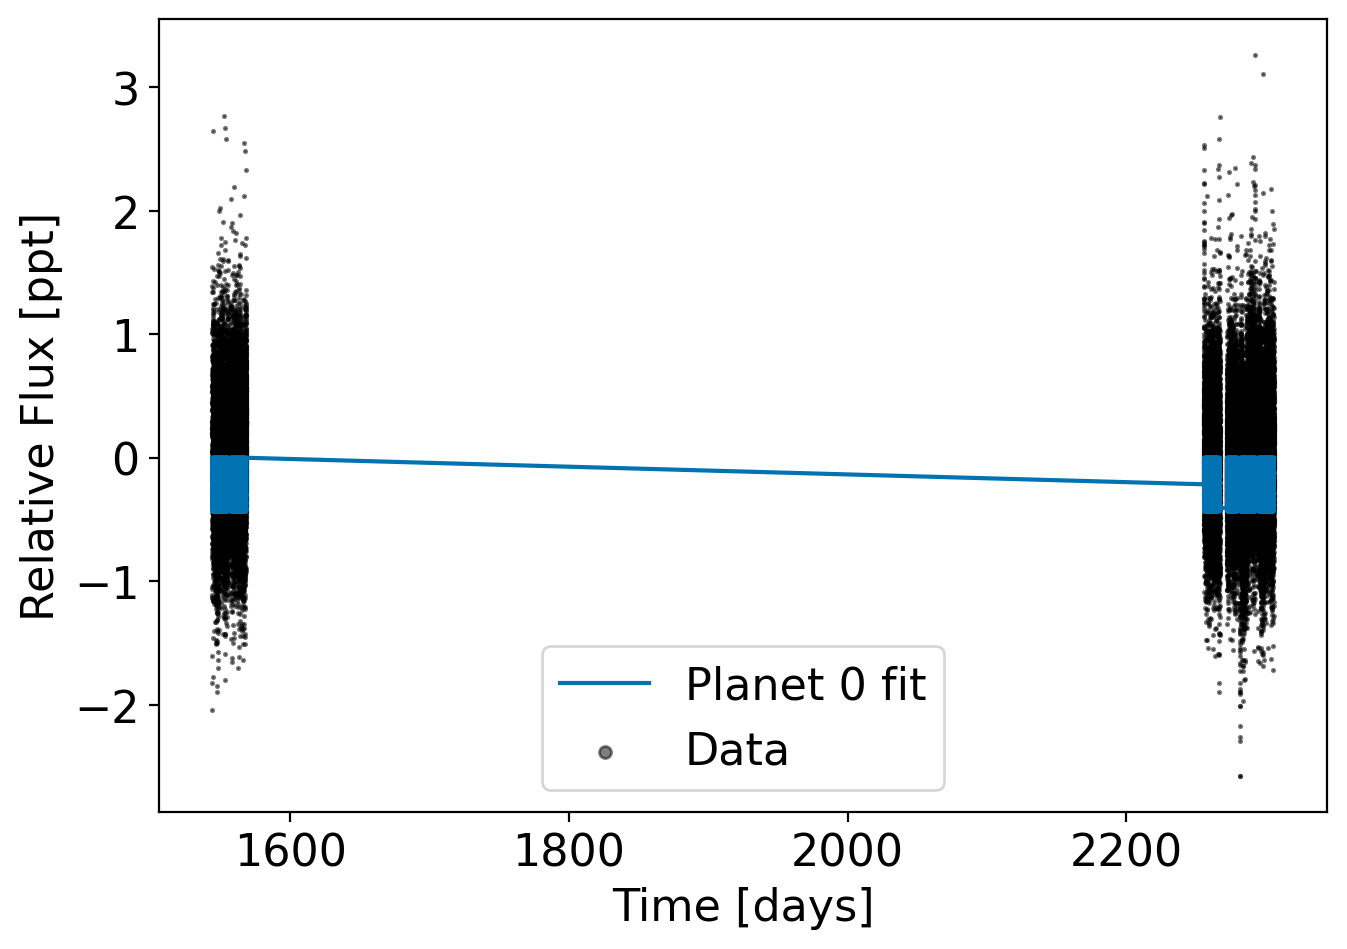 3
2
1
0
−1
−2
Relative Flux [ppt]
Planet 0 fit
Data
1600 1800 2000 2200
Time [days]